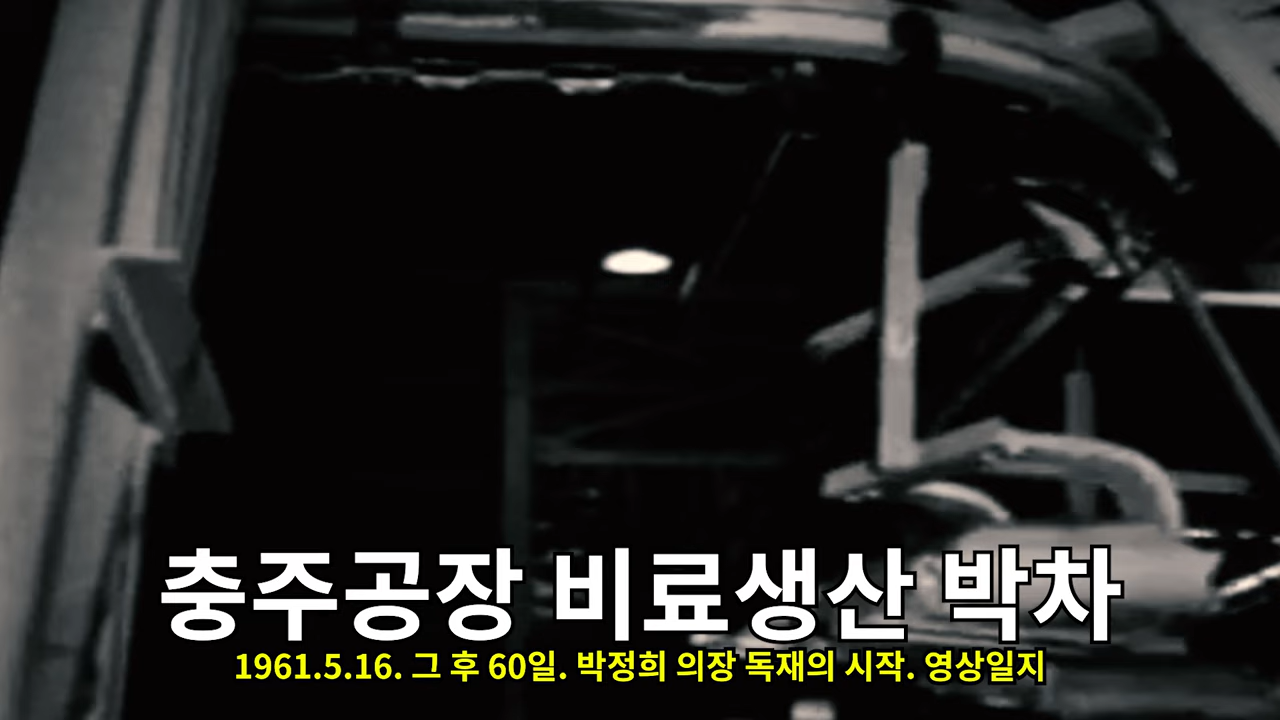 충주공장 비료생산 박차
1961.5.16. 그 후 60일. 박정희 의장 독재의 시작. 영상일지